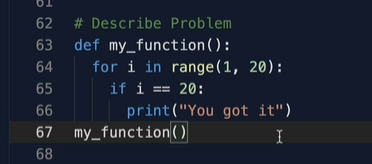 61
62 # Describe Problem
63 def my_function():
64   for i in range(1, 20):
65     if i == 20:
66       print("You got it")
67 my_function()
68